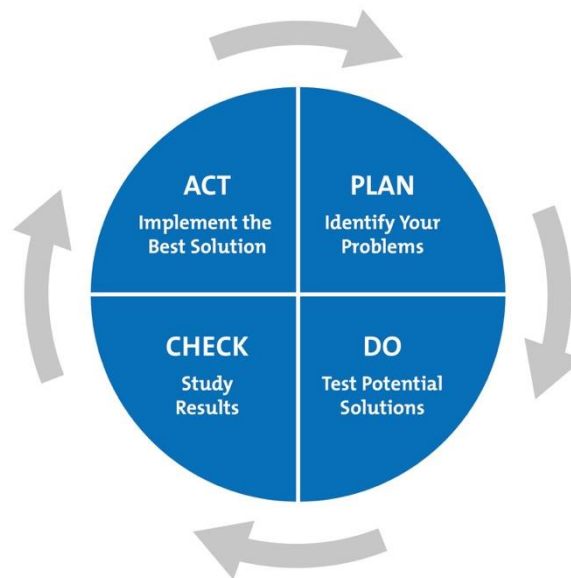 ACT
Implement the
Best Solution
PLAN
Identify Your
Problems
CHECK
Study
Results
DO
Test Potential
Solutions